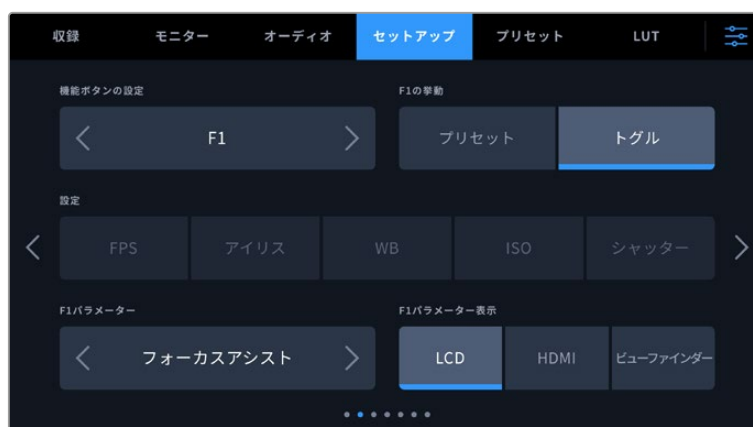 収録 モニター オーディオ セットアップ プリセット LUT
機能ボタンの設定 F1の挙動
F1 プリセット トグル
設定
FPS アイリス WB ISO シャッター
F1パラメーター F1パラメーター表示
フォーカスアシスト LCD HDMI ビューファインダー